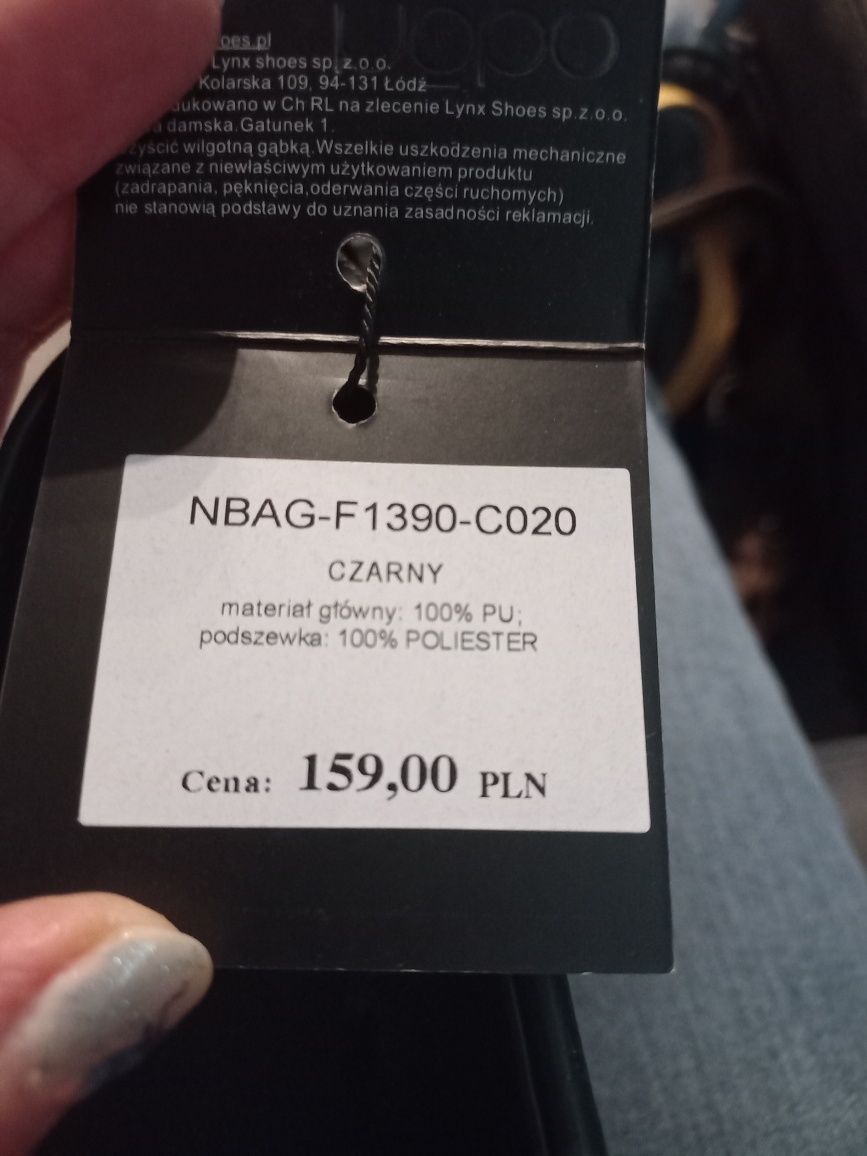 oes.pl
Lynx shoes sp.z.o.o.
Kolarska 109, 94-131 Łódź
ukowano w Ch RL na zlecenie Lynx Shoes sp.z.o.o.
a damska.Gatunek 1.
zyścić wilgotną gąbką.Wszelkie uszkodzenia mechaniczne
związane z niewłaściwym użytkowaniem produktu
(zadrapania, pęknięcia,oderwania części ruchomych)
nie stanowią podstawy do uznania zasadności reklamacji.
NBAG-F1390-C020
CZARNY
materiał główny: 100% PU;
podszewka: 100% POLIESTER
Cena: 159,00 PLN